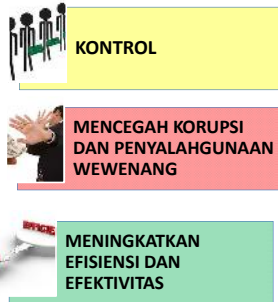 KONTROL
MENCEGAH KORUPSI
DAN PENYALAHGUNAAN
WEWENANG
MENINGKATKAN
EFISIENSI DAN
EFEKTIVITAS